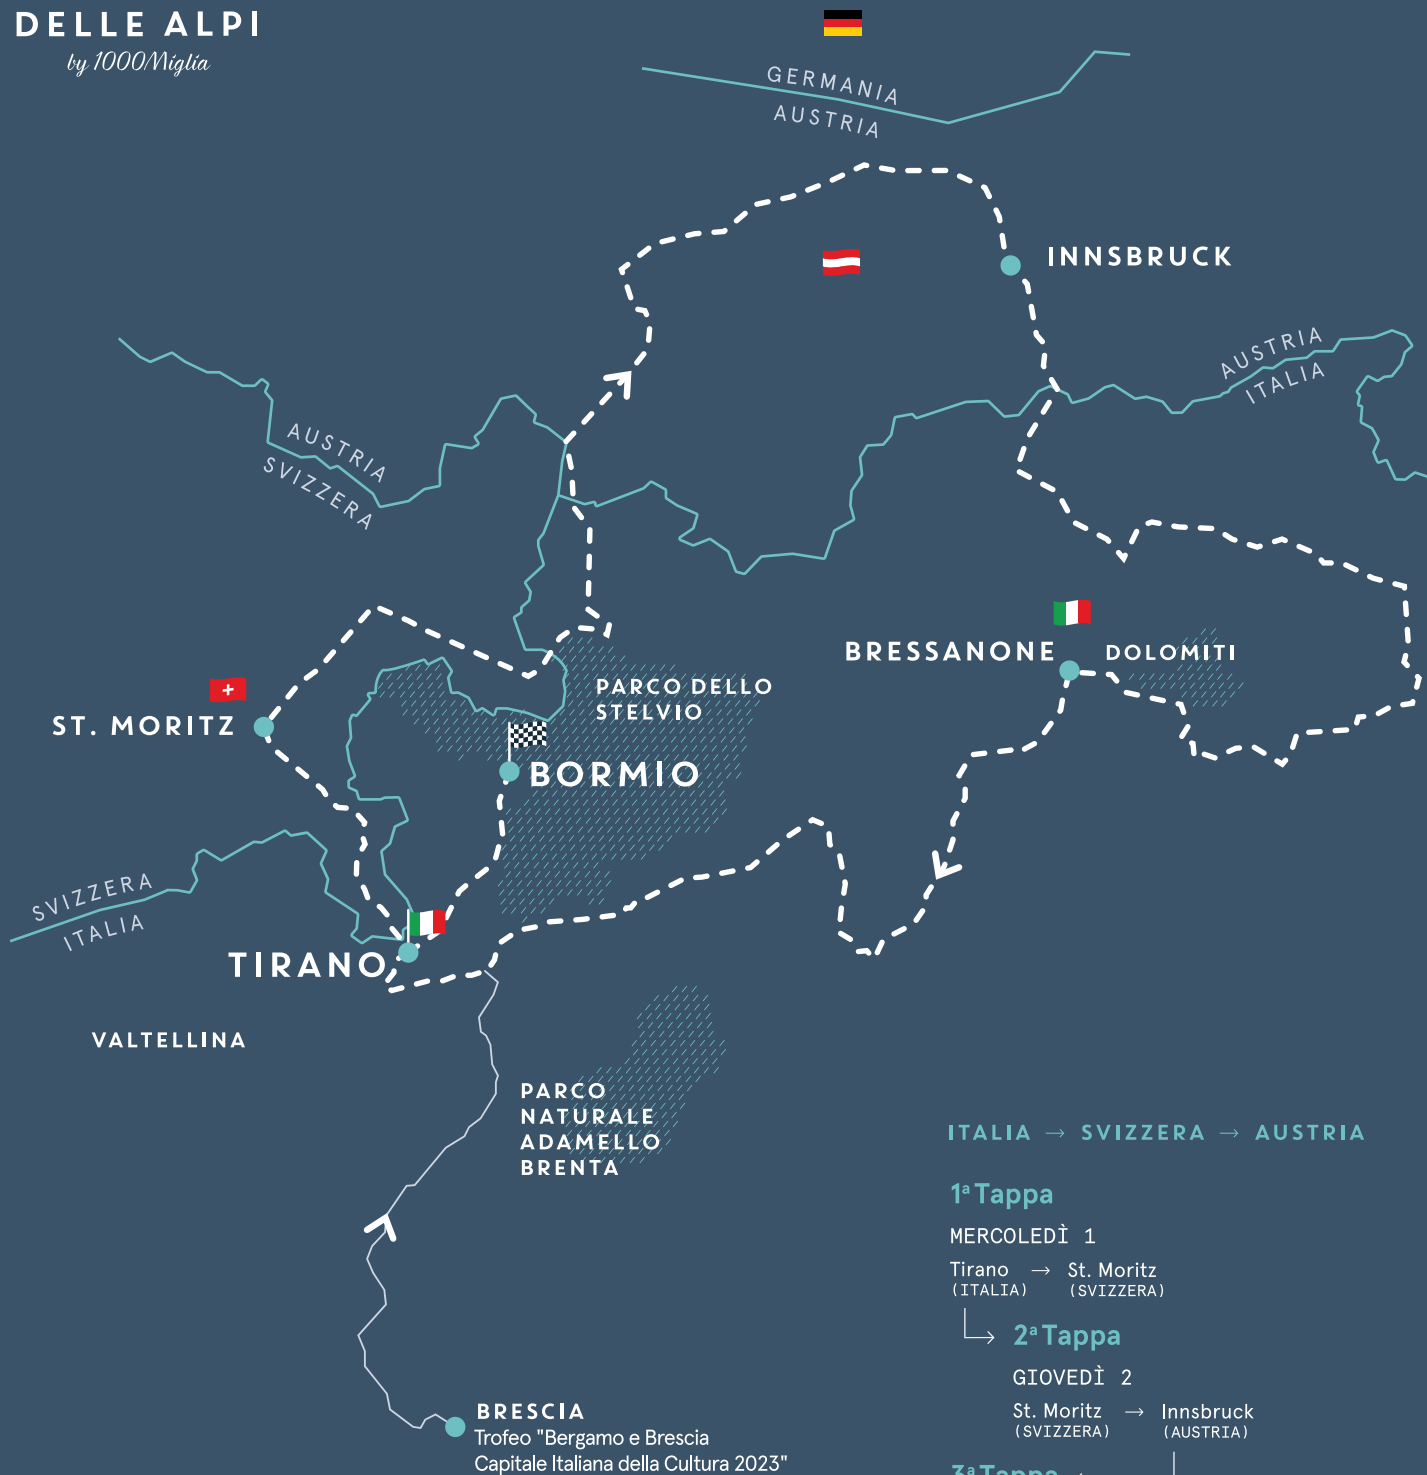 DELLE ALPI
by 1000Miglia
GERMANIA
AUSTRIA
INNSBRUCK
AUSTRIA
ITALIA
AUSTRIA
SVIZZERA
BRESSANONE
DOLOMITI
PARCO DELLO
STELVIO
ST. MORITZ
BORMIO
SVIZZERA
ITALIA
TIRANO
VALTELLINA
PARCO
NATURALE
ADAMELLO
BRENTA
ITALIA → SVIZZERA → AUSTRIA
1ª Tappa
MERCOLEDÌ 1
Tirano → St. Moritz
(ITALIA) (SVIZZERA)
2ª Tappa
GIOVEDÌ 2
St. Moritz → Innsbruck
(SVIZZERA) (AUSTRIA)
3ª Tappa
BRESCIA
Trofeo "Bergamo e Brescia
Capitale Italiana della Cultura 2023"